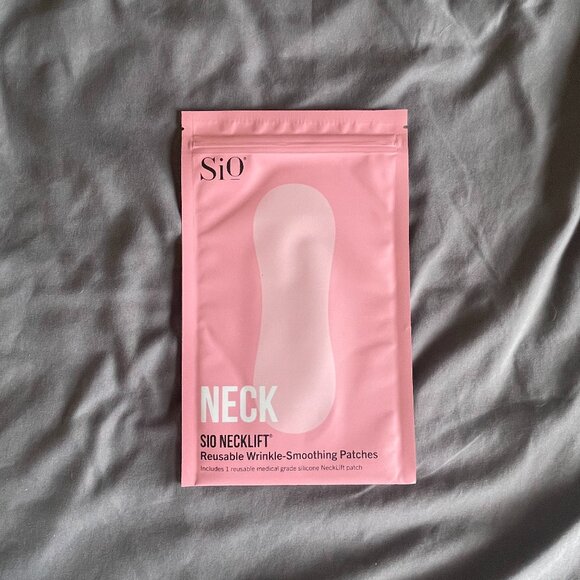 SiO®
NECK
SIO NECKLIFT®
Reusable Wrinkle-Smoothing Patches
Includes 1 reusable medical grade silicone NeckLift patch